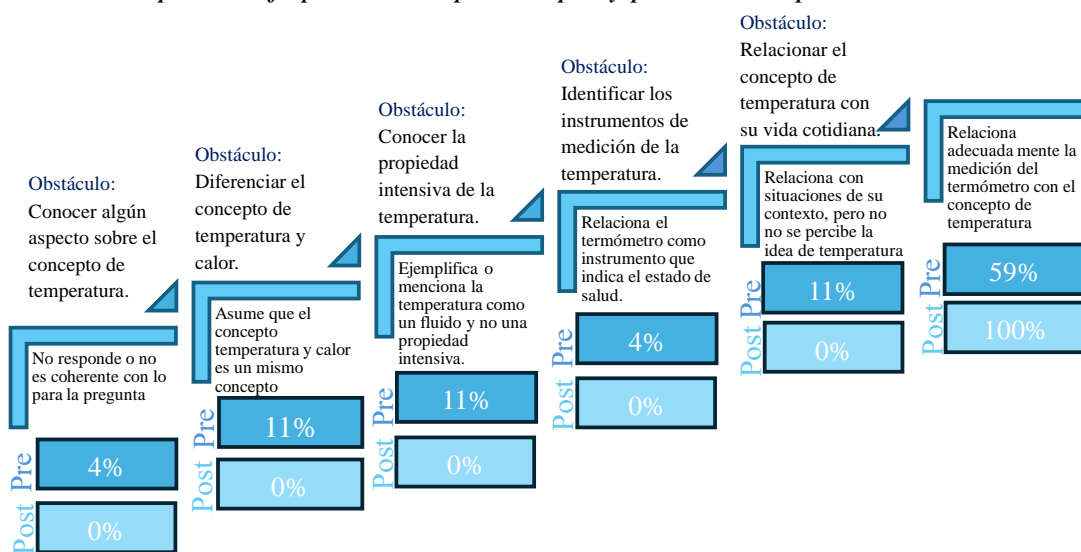 Obstáculo:
Conocer algún
aspecto sobre el
concepto de
temperatura.
No responde o no
es coherente con lo
para la pregunta
Pre
4%
Post
0%
Obstáculo:
Diferenciar el
concepto de
temperatura y
calor.
Asume que el
concepto
temperatura y calor
es un mismo
concepto
Pre
11%
Post
0%
Obstáculo:
Conocer la
propiedad
intensiva de la
temperatura.
Ejemplifica o
menciona la
temperatura como
un fluido y no una
propiedad
intensiva.
Pre
11%
Post
0%
Obstáculo:
Identificar los
instrumentos de
medición de la
temperatura.
Relaciona el
termómetro como
instrumento que
indica el estado de
salud.
Pre
4%
Post
0%
Obstáculo:
Relacionar el
concepto de
temperatura con
su vida cotidiana.
Relaciona con
situaciones de su
contexto, pero no
no se percibe la
idea de temperatura
Pre
11%
Post
0%
Relaciona
adecuada mente la
medición del
termómetro con el
concepto de
temperatura
59%
100%